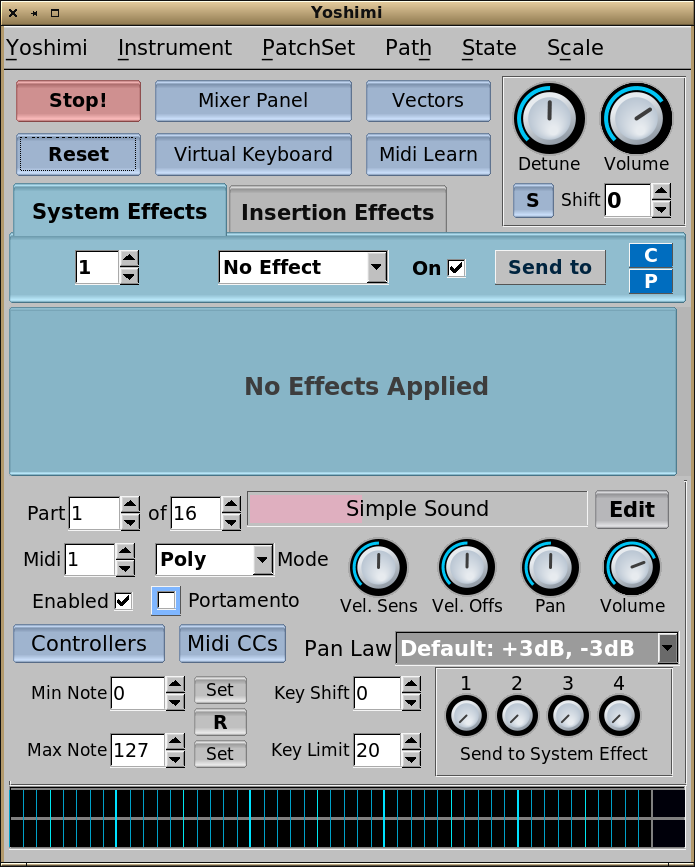 Yoshimi
Yoshimi Instrument PatchSet Path State Scale
Stop! Mixer Panel Vectors
Reset Virtual Keyboard Midi Learn
Detune Volume
S Shift 0
System Effects Insertion Effects
1 No Effect On Send to C
P
No Effects Applied
Part 1 of 16 Simple Sound Edit
Midi 1 Poly Mode
Enabled Portamento
Vel. Sens Vel. Offs Pan Volume
Controllers Midi CCs Pan Law Default: +3dB, -3dB
Min Note 0 Set Key Shift 0
R
Max Note 127 Set Key Limit 20
1 2 3 4
Send to System Effect